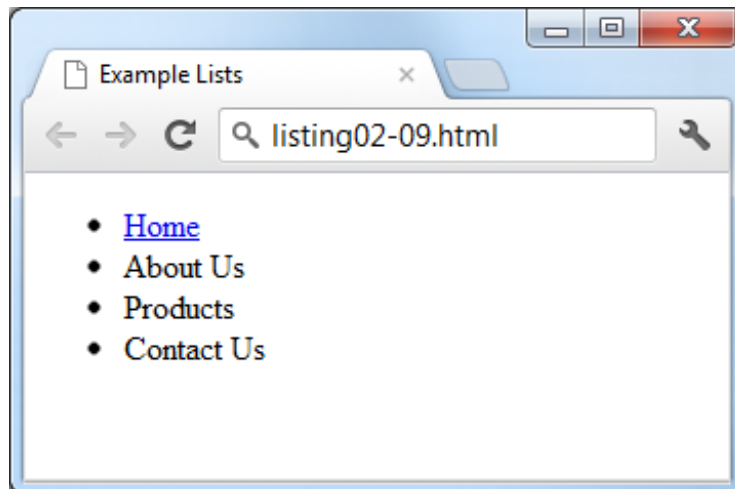 Example Lists
listing02-09.html
Home
About Us
Products
Contact Us